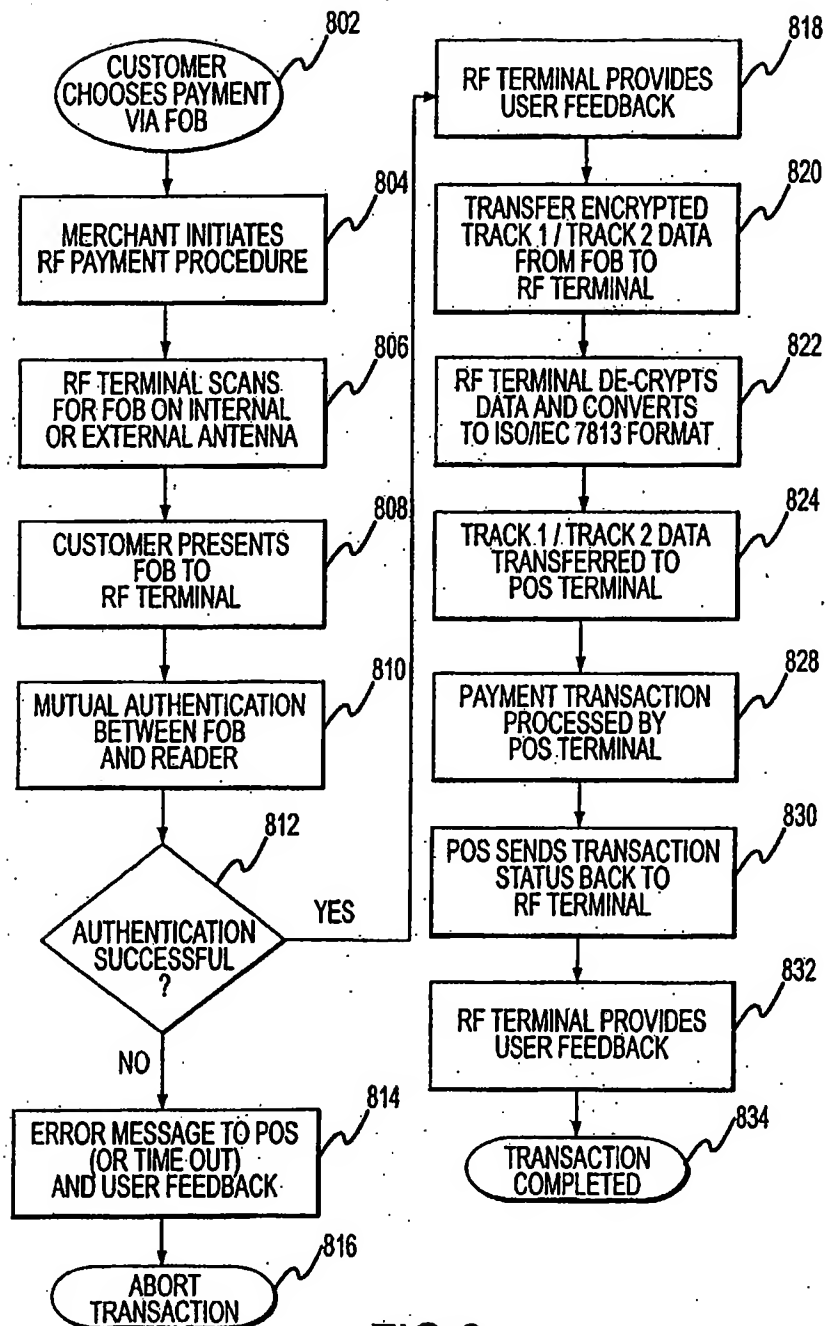 802
CUSTOMER
CHOOSES PAYMENT
VIA FOB
804
MERCHANT INITIATES
RF PAYMENT PROCEDURE
806
RF TERMINAL SCANS
FOR FOB ON INTERNAL
OR EXTERNAL ANTENNA
808
CUSTOMER PRESENTS
FOB TO
RF TERMINAL
810
MUTUAL AUTHENTICATION
BETWEEN FOB
AND READER
812
AUTHENTICATION
SUCCESSFUL
?
YES
NO
814
ERROR MESSAGE TO POS
(OR TIME OUT)
AND USER FEEDBACK
816
ABORT
TRANSACTION
818
RF TERMINAL PROVIDES
USER FEEDBACK
820
TRANSFER ENCRYPTED
TRACK 1 / TRACK 2 DATA
FROM FOB TO
RF TERMINAL
822
RF TERMINAL DE-CRYPTS
DATA AND CONVERTS
TO ISO/IEC 7813 FORMAT
824
TRACK 1 / TRACK 2 DATA
TRANSFERRED TO
POS TERMINAL
828
PAYMENT TRANSACTION
PROCESSED BY
POS TERMINAL
830
POS SENDS TRANSACTION
STATUS BACK TO
RF TERMINAL
832
RF TERMINAL PROVIDES
USER FEEDBACK
834
TRANSACTION
COMPLETED